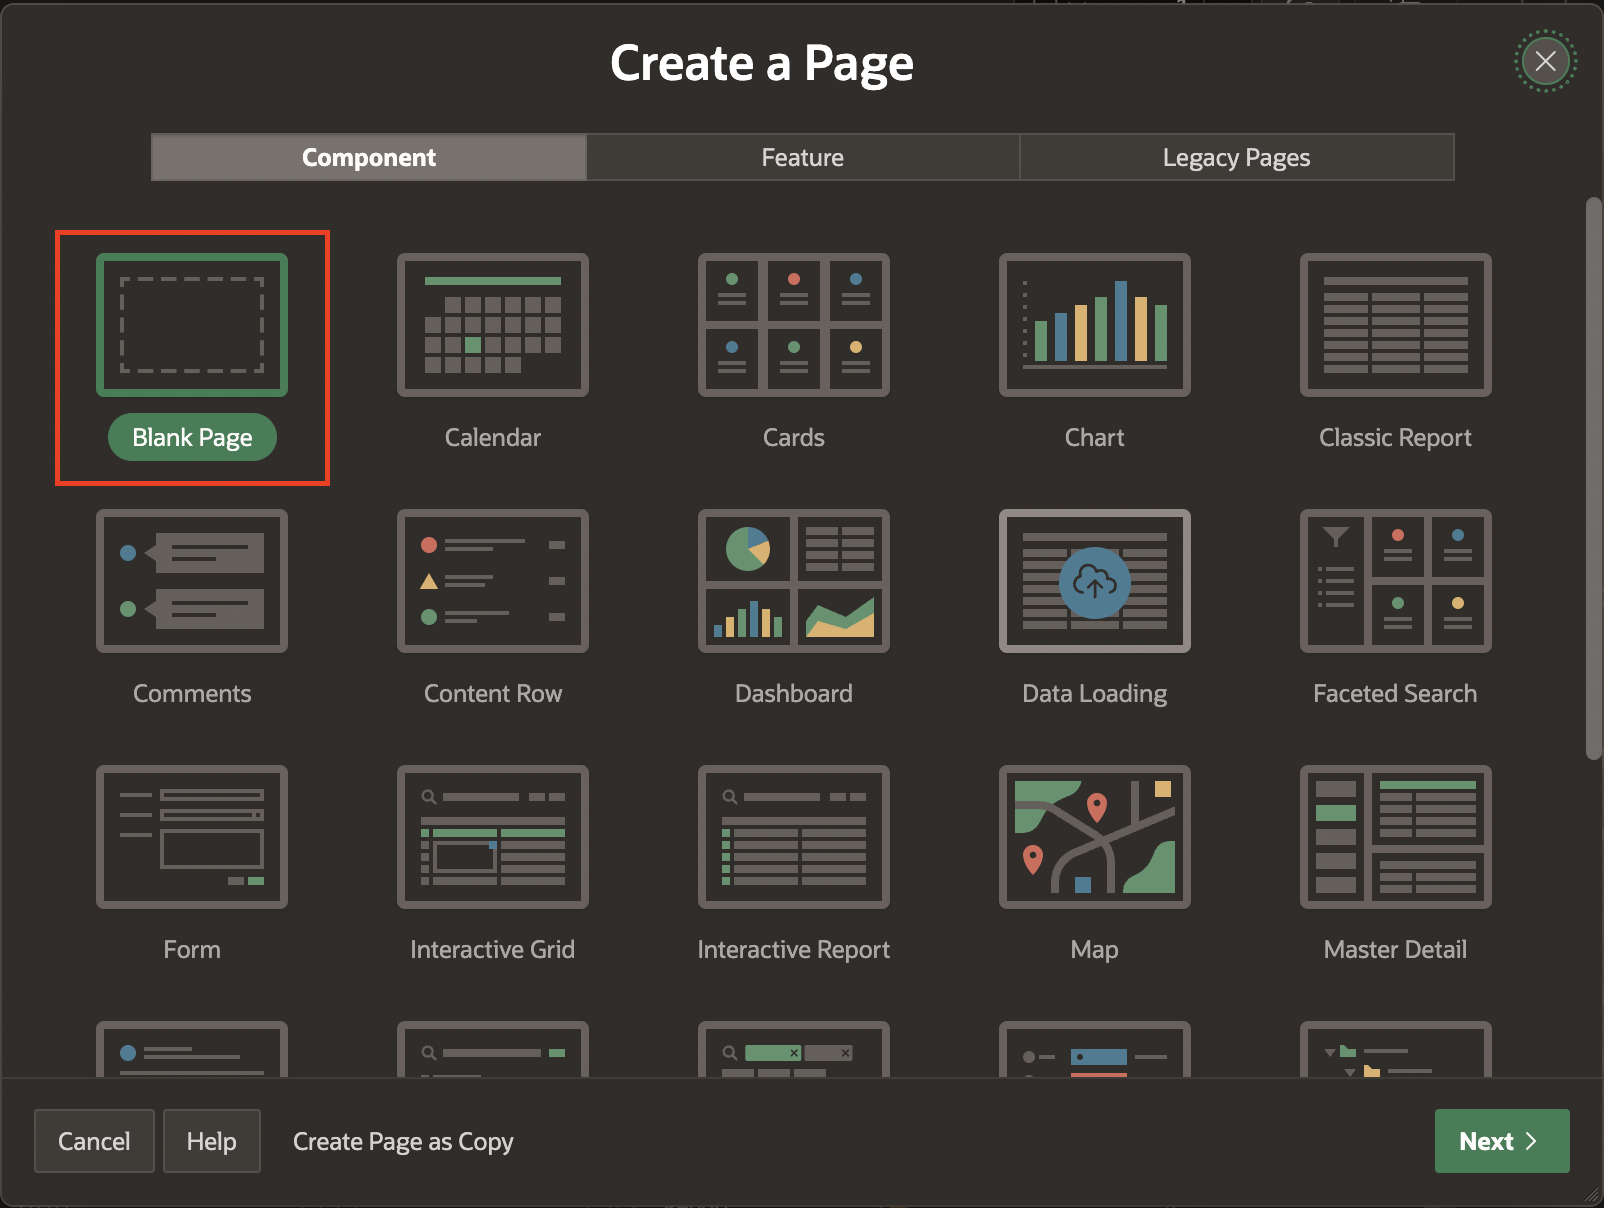 Create a Page
Component
Feature
Legacy Pages
Blank Page
Calendar
Cards
Chart
Classic Report
Comments
Content Row
Dashboard
Data Loading
Faceted Search
Form
Interactive Grid
Interactive Report
Map
Master Detail
Cancel
Help
Create Page as Copy
Next